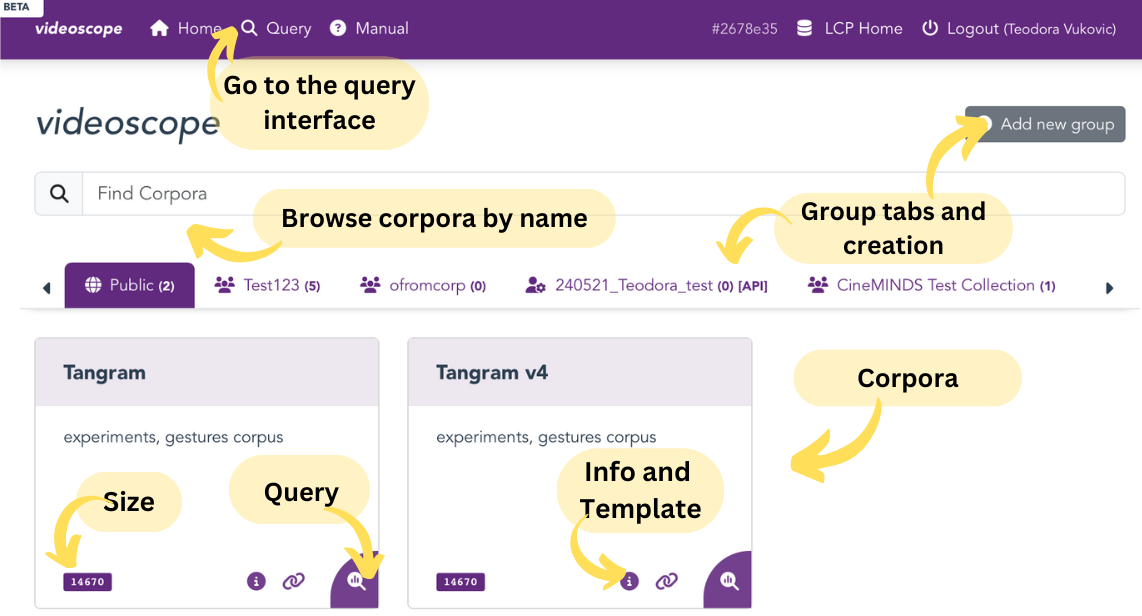 BETA
videoscope Home Query ? Manual #2678e35 LCP Home Logout (Teodora Vukovic)
Go to the query
interface
videoscope
Add new group
Find Corpora
Browse corpora by name
Group tabs and
creation
Public (2) Test123 (5) ofromcorp (0) 240521_Teodora_test (0) [API] CineMINDS Test Collection (1)
Tangram
Tangram v4
Corpora
experiments, gestures corpus
experiments, gestures corpus
Size
Query
Info and
Template
14670
14670